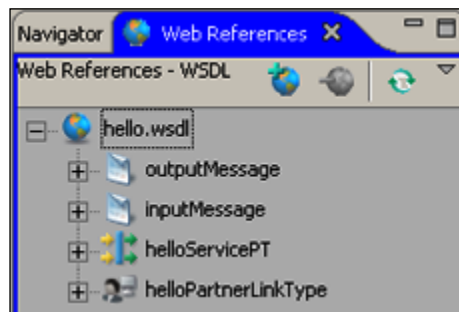 Navigator Web References
Web References - WSDL
hello.wsdl
outputMessage
inputMessage
helloServicePT
helloPartnerLinkType